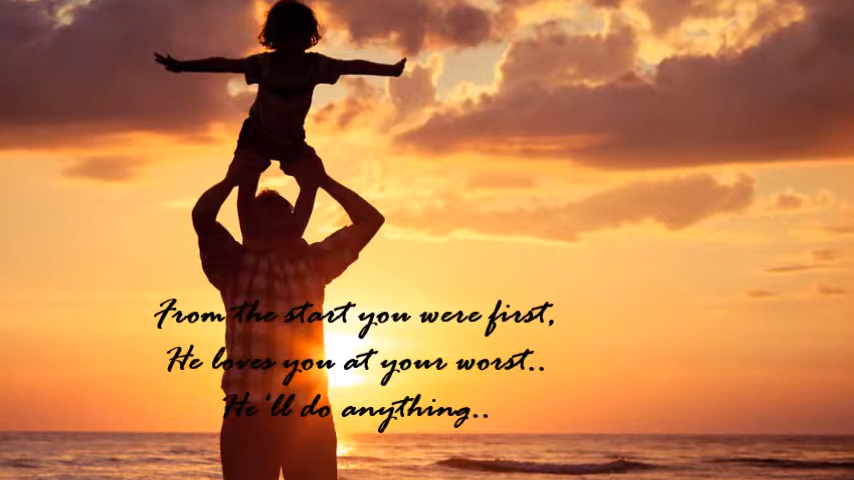 From the start you were first,
He loves you at your worst..
He'll do anything..